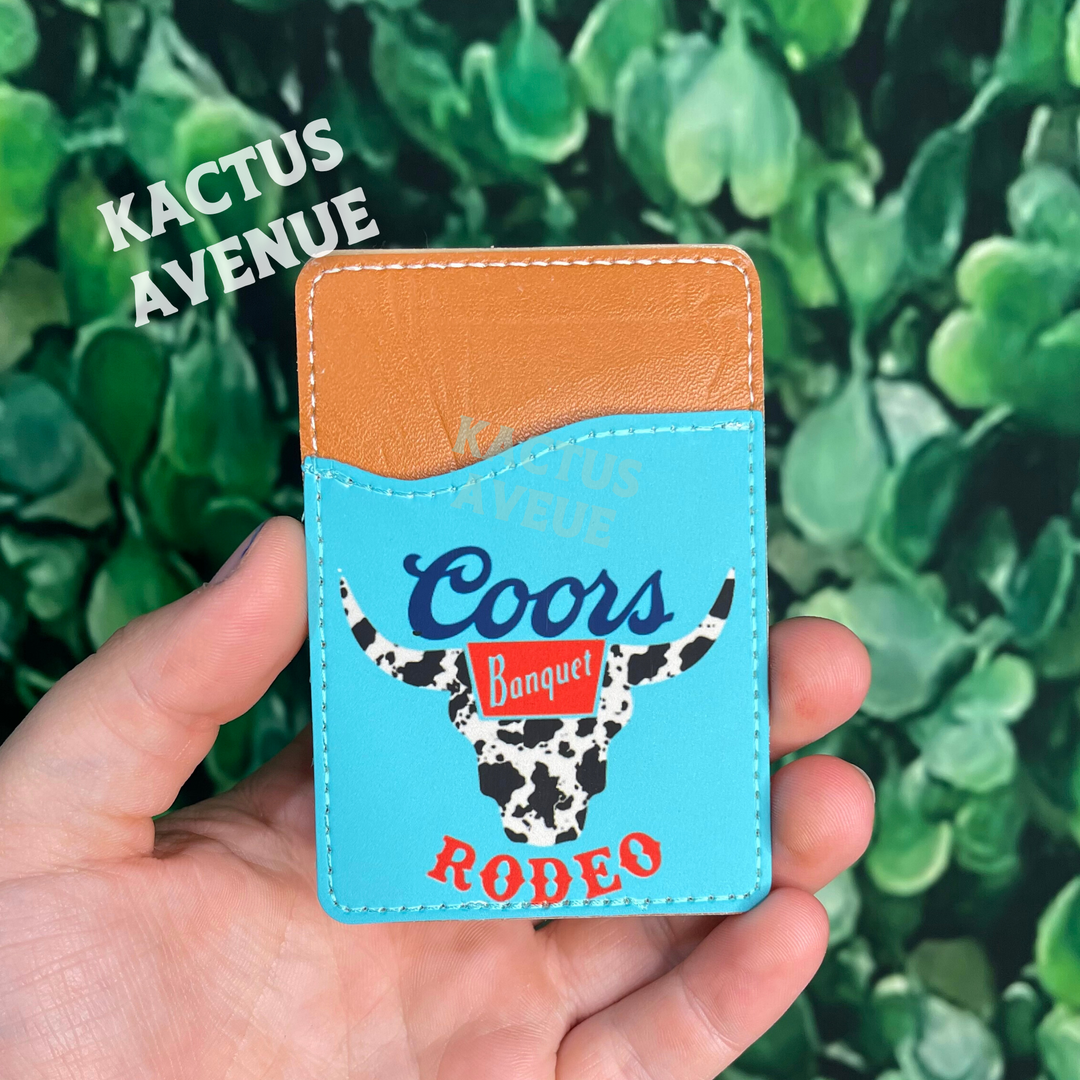 KACTUS
AVENUE
KACTUS
AVEUE
Coors
Banquet
RODEO